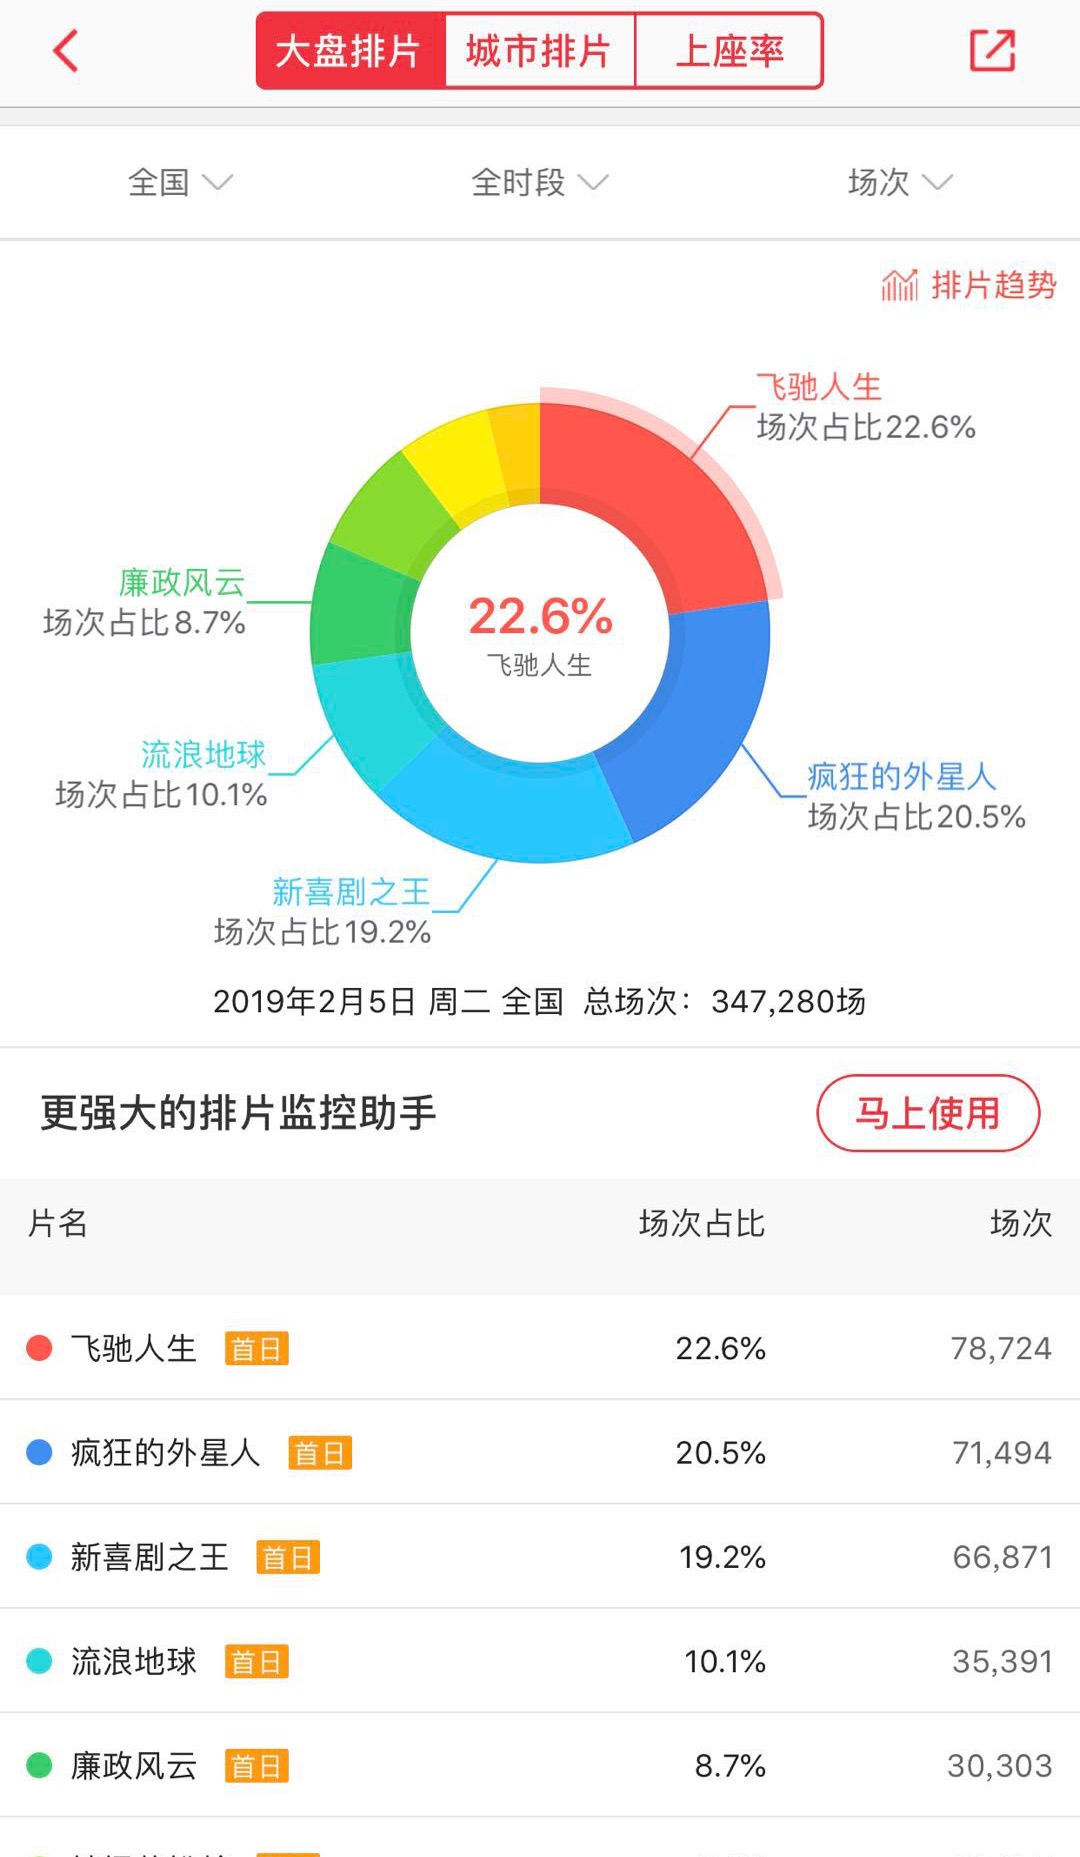 大盘排片 城市排片 上座率
全国 全时段 场次
排片趋势
飞驰人生
场次占比22.6%
廉政风云
场次占比8.7%
22.6%
飞驰人生
流浪地球
场次占比10.1%
疯狂的外星人
场次占比20.5%
新喜剧之王
场次占比19.2%
2019年2月5日 周二 全国 总场次：347,280场
更强大的排片监控助手 马上使用
片名 场次占比 场次
飞驰人生 首日 22.6% 78,724
疯狂的外星人 首日 20.5% 71,494
新喜剧之王 首日 19.2% 66,871
流浪地球 首日 10.1% 35,391
廉政风云 首日 8.7% 30,303